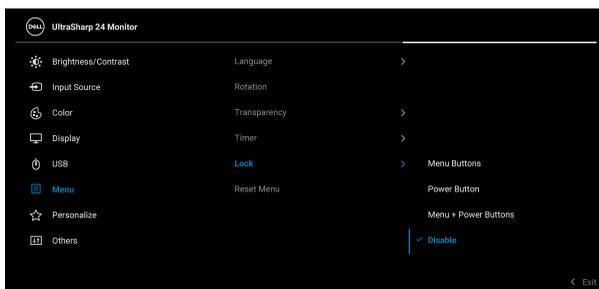 DELL UltraSharp 24 Monitor
Brightness/Contrast
Input Source
Color
Display
USB
Menu
Personalize
Others
Language
Rotation
Transparency
Timer
Lock
Reset Menu
Menu Buttons
Power Button
Menu + Power Buttons
Disable
Exit